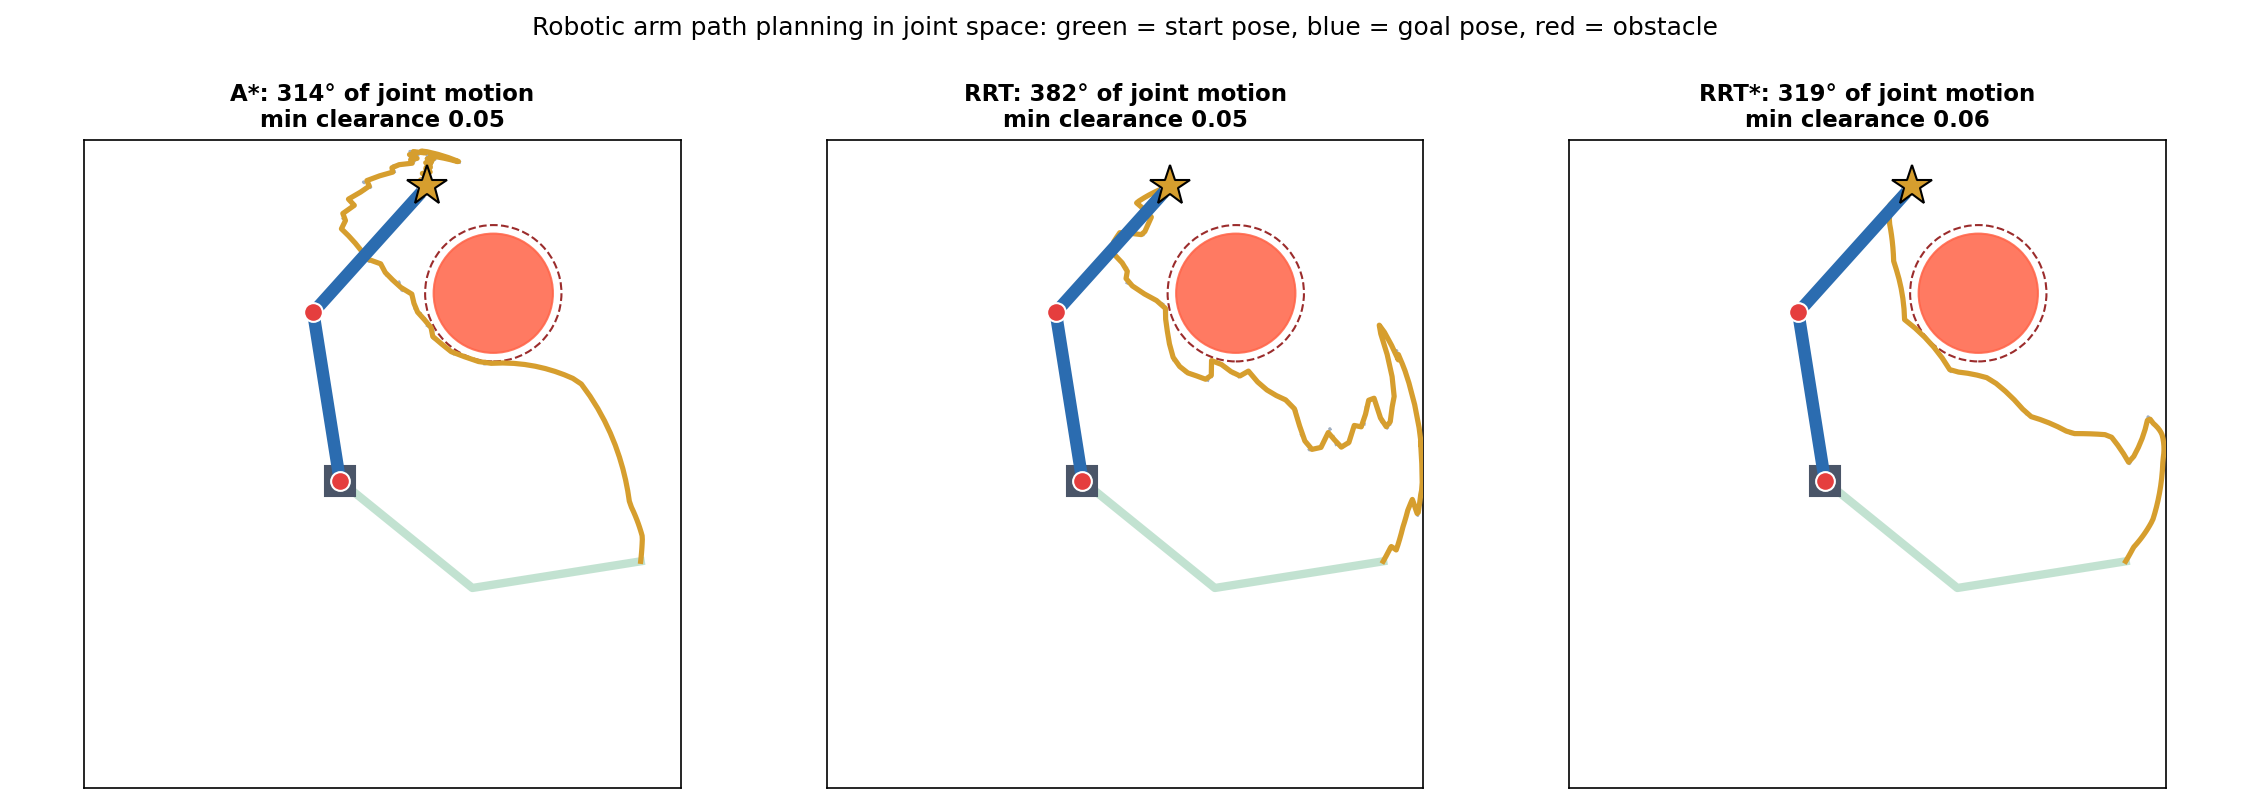 Robotic arm path planning in joint space: green = start pose, blue = goal pose, red = obstacle
A*: 314° of joint motion
min clearance 0.05
RRT: 382° of joint motion
min clearance 0.05
RRT*: 319° of joint motion
min clearance 0.06